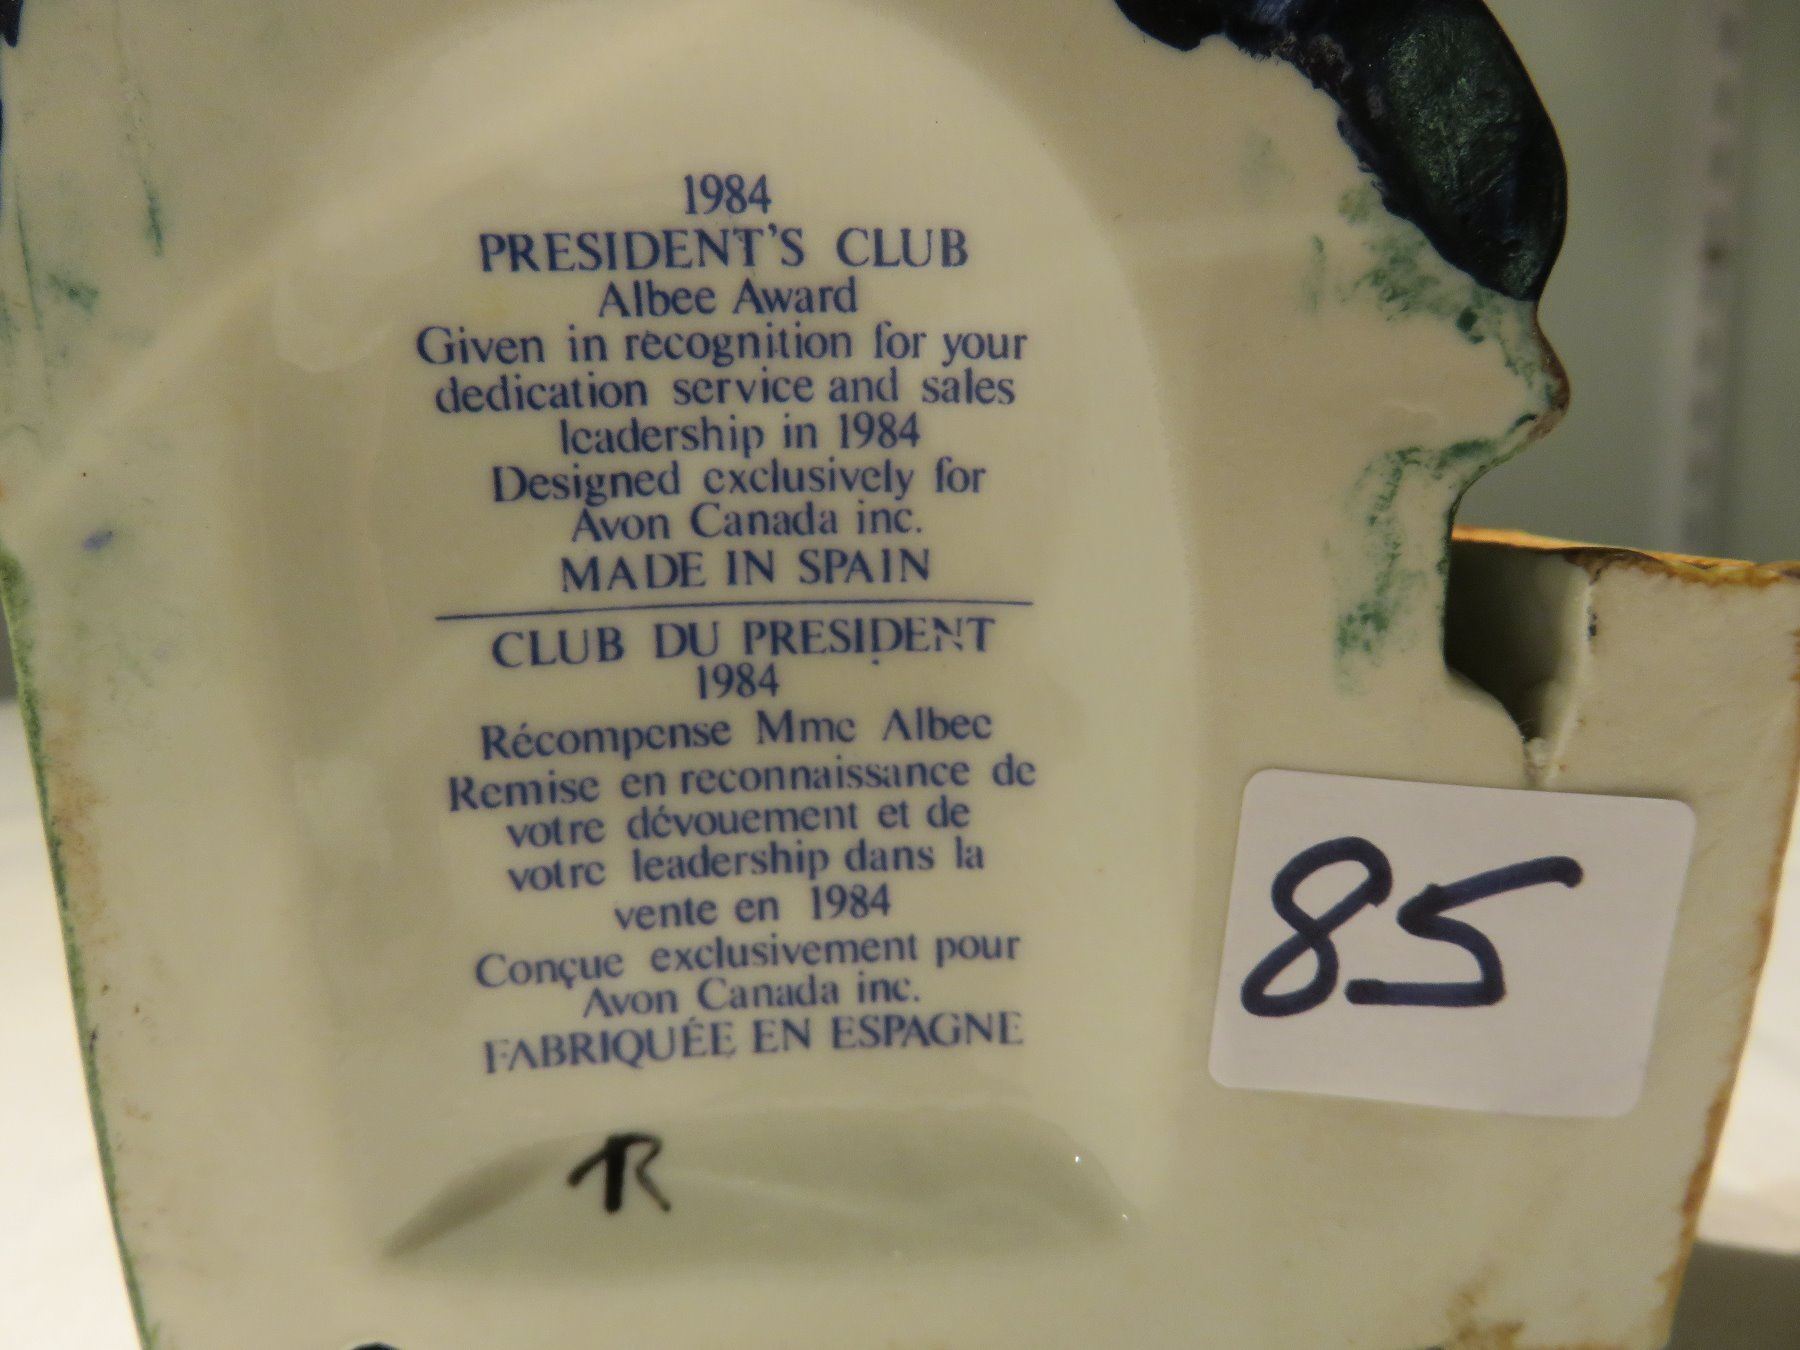 1984
PRESIDENT'S CLUB
Albee Award
Given in recognition for your
dedication service and sales
leadership in 1984
Designed exclusively for
Avon Canada inc.
MADE IN SPAIN
CLUB DU PRESIDENT
1984
Récompense Mme Albee
Remise en reconnaissance de
votre dévouement et de
votre leadership dans la
vente en 1984
Conçue exclusivement pour
Avon Canada inc.
FABRIQUÉE EN ESPAGNE
85